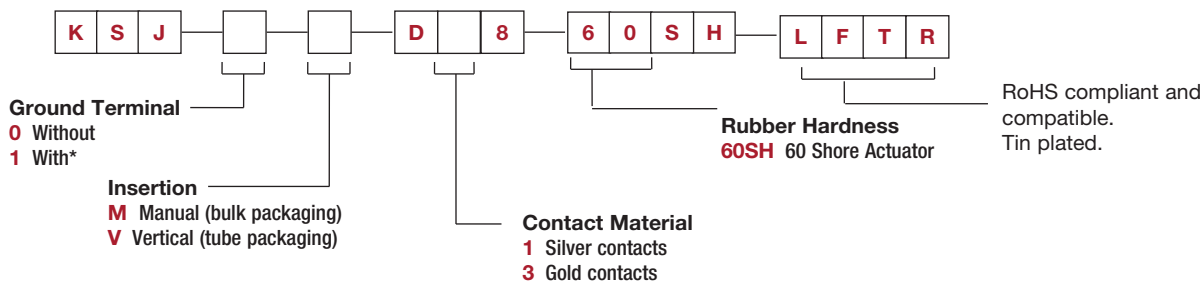 K S J D 8 6 0 S H L F T R
Ground Terminal
0 Without
1 With*
Insertion
M Manual (bulk packaging)
V Vertical (tube packaging)
Contact Material
1 Silver contacts
3 Gold contacts
Rubber Hardness
60SH 60 Shore Actuator
RoHS compliant and
compatible.
Tin plated.